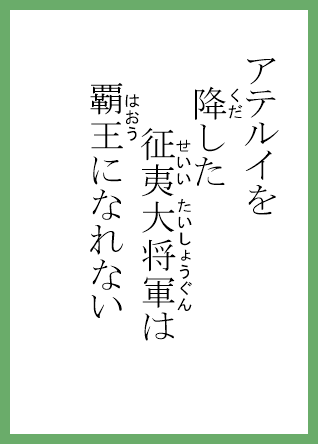 アテルイを
降した
征夷大将軍は
覇王になれない
くだ
せいい たいしょうぐん
はおう